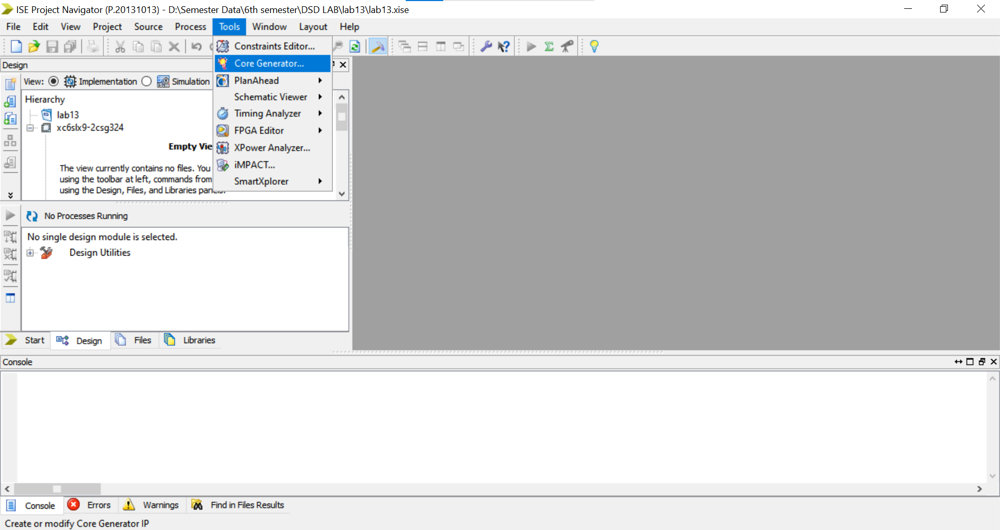 ISE Project Navigator (P.20131013) - D:\Semester Data\6th semester\DSD LAB\lab13\lab13.xise
File Edit View Project Source Process Tools Window Layout Help
Constraints Editor...
Core Generator...
PlanAhead
Schematic Viewer
Timing Analyzer
FPGA Editor
XPower Analyzer...
iMPACT...
SmartXplorer
Design
View: Implementation Simulation
Hierarchy
lab13
xc6slx9-2csg324
Empty Vie
The view currently contains no files. You
using the toolbar at left, commands from
using the Design, Files, and Libraries
No Processes Running
No single design module is selected.
Design Utilities
Start Design Files Libraries
Console
Console Errors Warnings Find in Files Results
Create or modify Core Generator IP